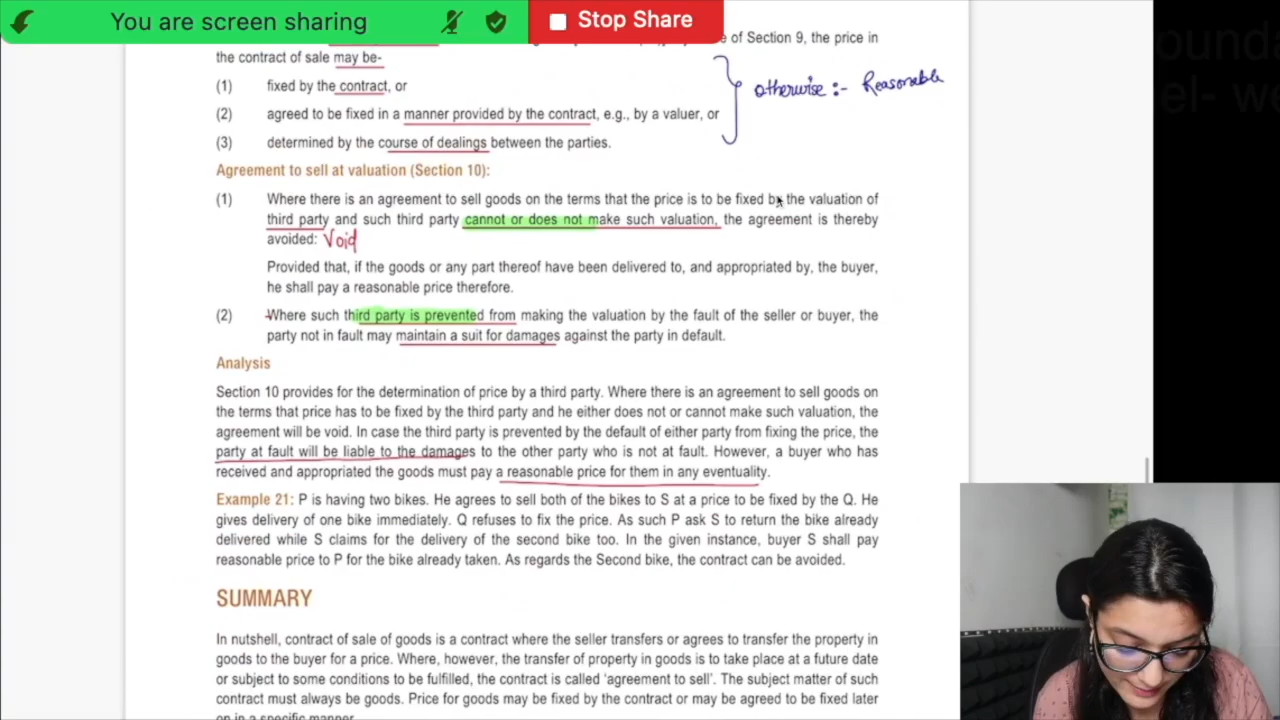 You are screen sharing
Stop Share
of Section 9, the price in
the contract of sale may be-
(1) fixed by the contract, or
(2) agreed to be fixed in a manner provided by the contract, e.g., by a valuer, or
(3) determined by the course of dealings between the parties.
otherwise :- Reasonable
Agreement to sell at valuation (Section 10):
(1) Where there is an agreement to sell goods on the terms that the price is to be fixed by the valuation of
third party and such third party cannot or does not make such valuation, the agreement is thereby
avoided: Void
Provided that, if the goods or any part thereof have been delivered to, and appropriated by, the buyer,
he shall pay a reasonable price therefore.
(2) Where such third party is prevented from making the valuation by the fault of the seller or buyer, the
party not in fault may maintain a suit for damages against the party in default.
Analysis
Section 10 provides for the determination of price by a third party. Where there is an agreement to sell goods on
the terms that price has to be fixed by the third party and he either does not or cannot make such valuation, the
agreement will be void. In case the third party is prevented by the default of either party from fixing the price, the
party at fault will be liable to the damages to the other party who is not at fault. However, a buyer who has
received and appropriated the goods must pay a reasonable price for them in any eventuality.
Example 21: P is having two bikes. He agrees to sell both of the bikes to S at a price to be fixed by the Q. He
gives delivery of one bike immediately. Q refuses to fix the price. As such P ask S to return the bike already
delivered while S claims for the delivery of the second bike too. In the given instance, buyer S shall pay
reasonable price to P for the bike already taken. As regards the Second bike, the contract can be avoided.
SUMMARY
In nutshell, contract of sale of goods is a contract where the seller transfers or agrees to transfer the property in
goods to the buyer for a price. Where, however, the transfer of property in goods is to take place at a future date
or subject to some conditions to be fulfilled, the contract is called 'agreement to sell'. The subject matter of such
contract must always be goods. Price for goods may be fixed by the contract or may be agreed to be fixed later
on in a specific manner.